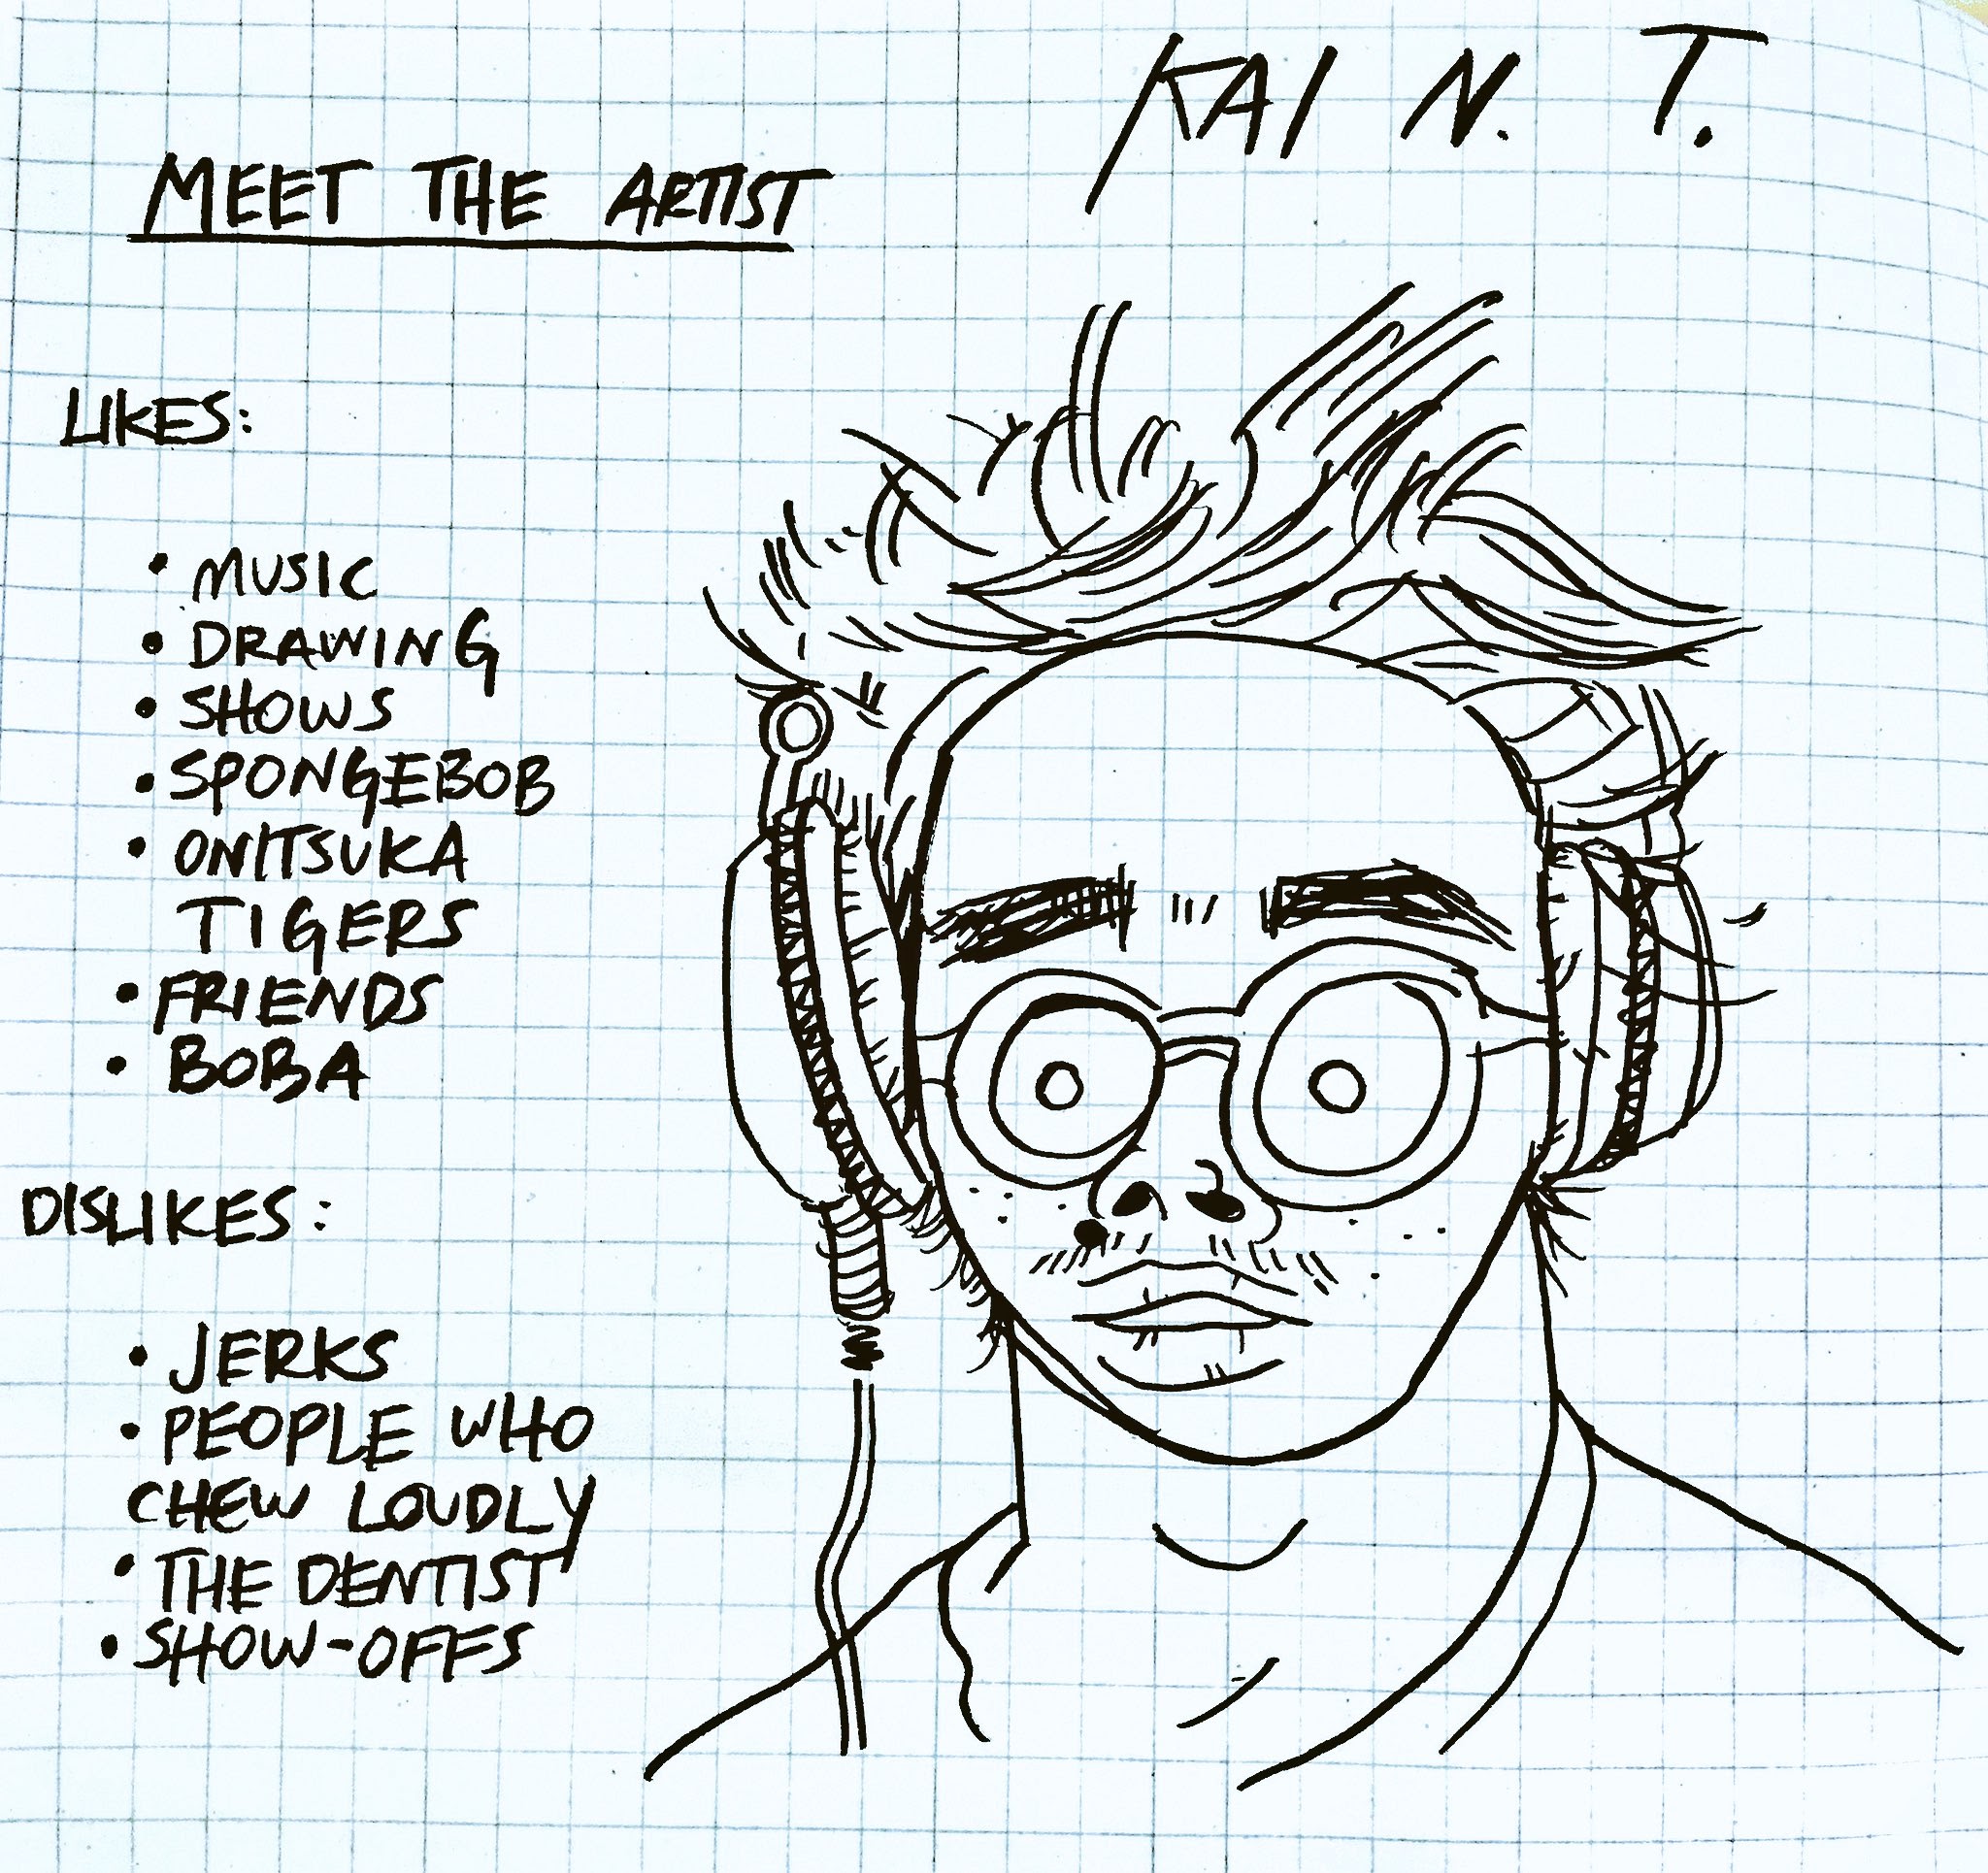 KAI N. T.
MEET THE ARTIST
LIKES:
• MUSIC
• DRAWING
• SHOWS
• SPONGEBOB
• ONITSUKA
TIGERS
• FRIENDS
• BOBA
DISLIKES:
• JERKS
• PEOPLE WHO
CHEW LOUDLY
• THE DENTIST
• SHOW-OFFS